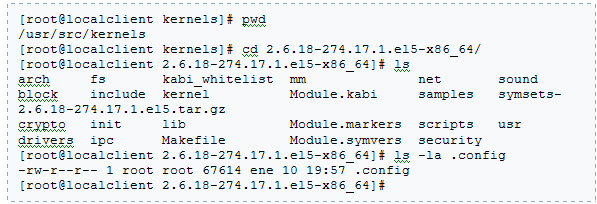 [root@localclient kernels]# pwd
/usr/src/kernels
[root@localclient kernels]# cd 2.6.18-274.17.1.el5-x86_64/
[root@localclient 2.6.18-274.17.1.el5-x86_64]# ls
arch fs kabi_whitelist mm net sound
block include kernel Module.kabi samples symsets-
2.6.18-274.17.1.el5.tar.gz
crypto init lib Module.markers scripts usr
drivers ipc Makefile Module.symvers security
[root@localclient 2.6.18-274.17.1.el5-x86_64]# ls -la .config
-rw-r--r-- 1 root root 67614 ene 10 19:57 .config
[root@localclient 2.6.18-274.17.1.el5-x86_64]#